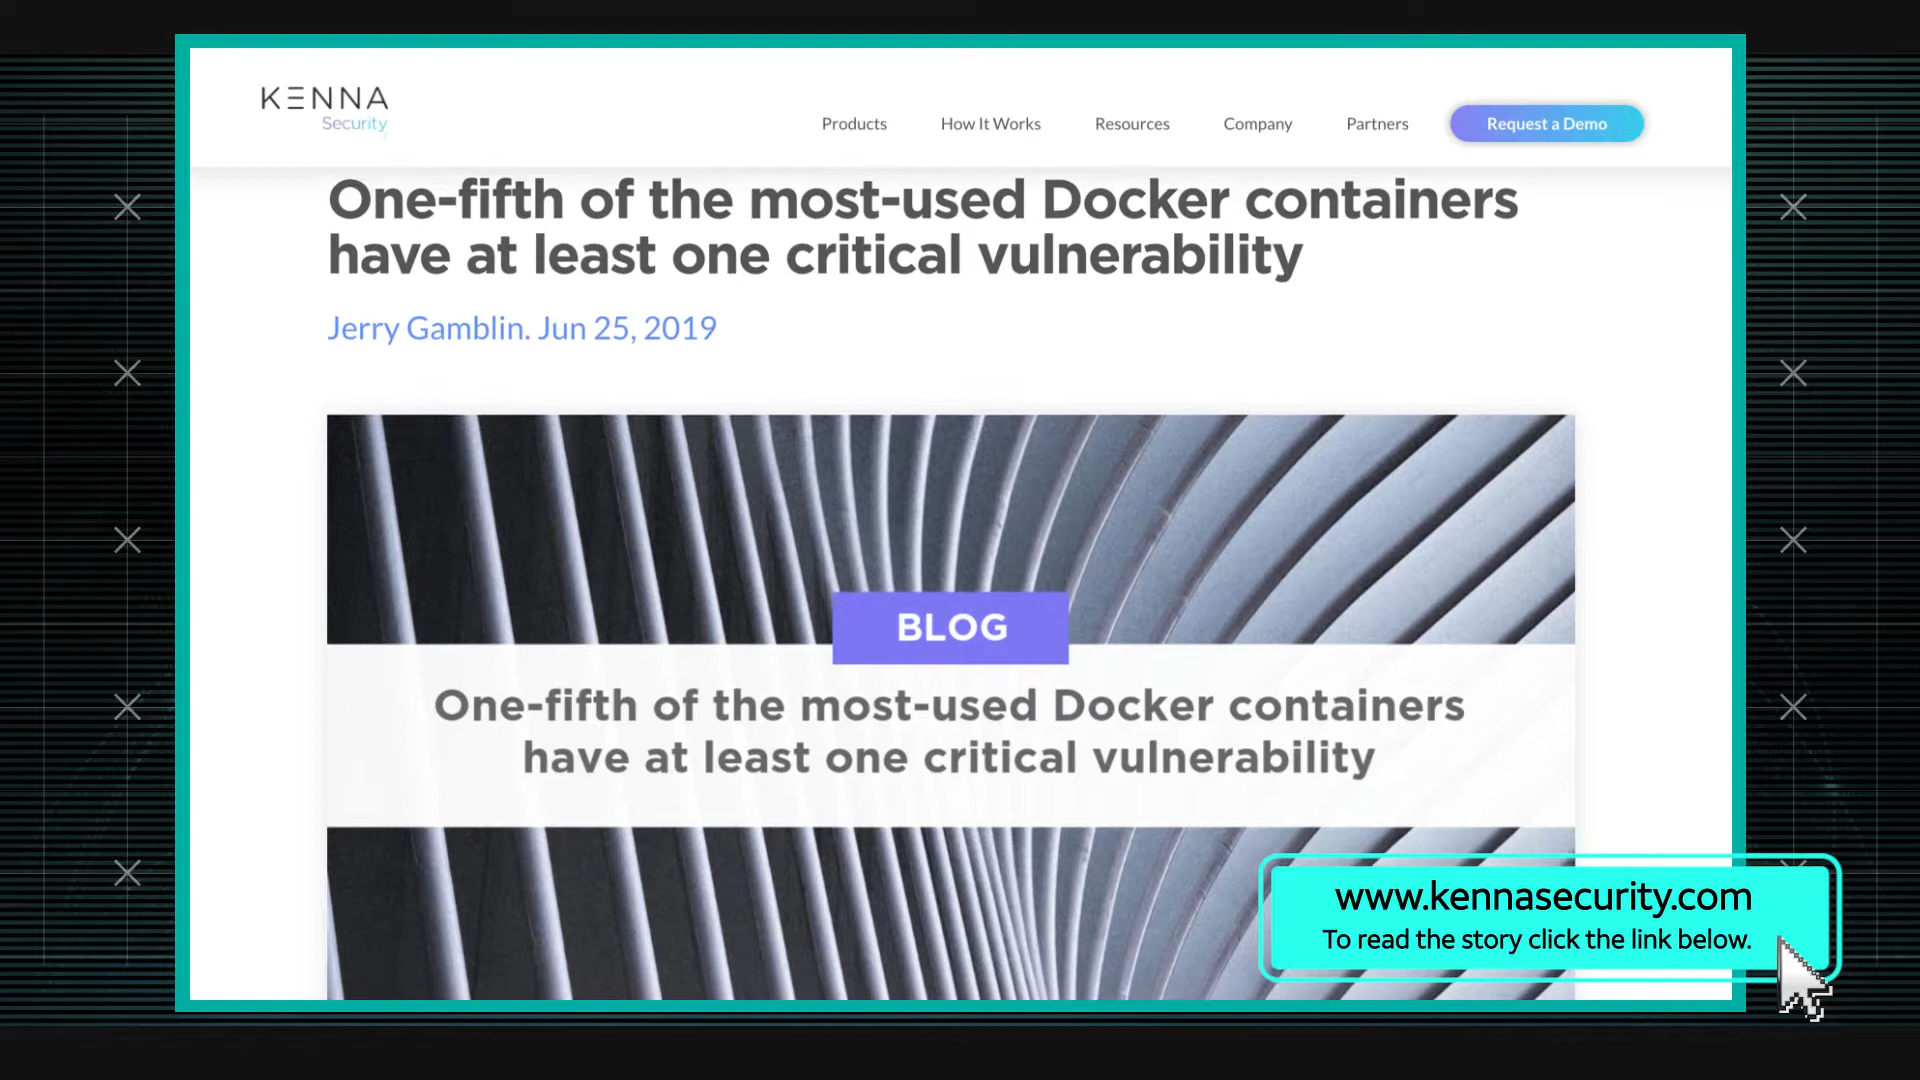 KENNA
Security
Products How It Works Resources Company Partners Request a Demo
One-fifth of the most-used Docker containers
have at least one critical vulnerability
Jerry Gamblin. Jun 25, 2019
BLOG
One-fifth of the most-used Docker containers
have at least one critical vulnerability
www.kennasecurity.com
To read the story click the link below.